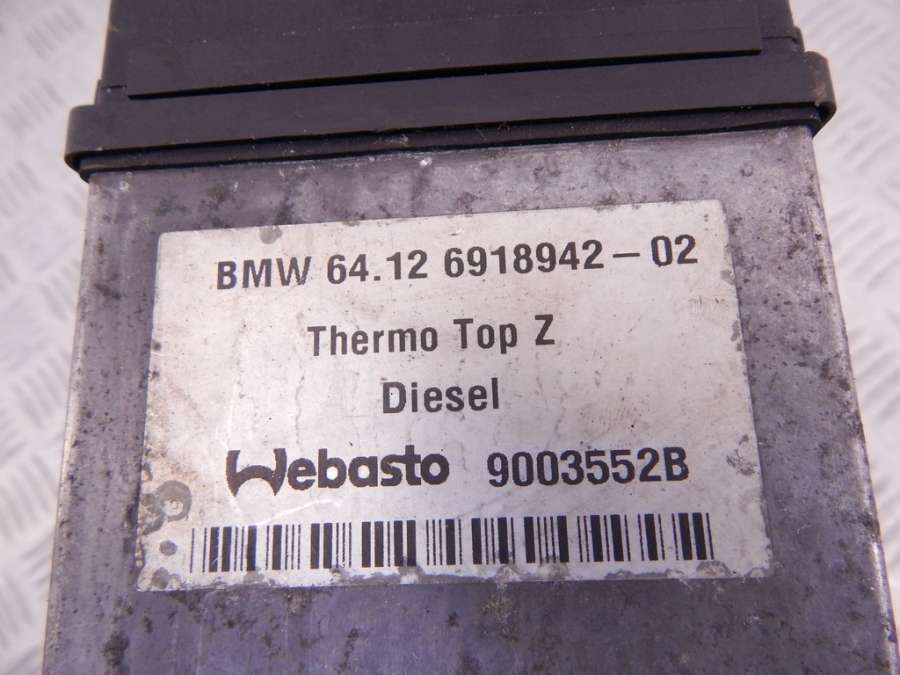 BMW 64.12 6918942-02
Thermo Top Z
Diesel
Webasto 9003552B